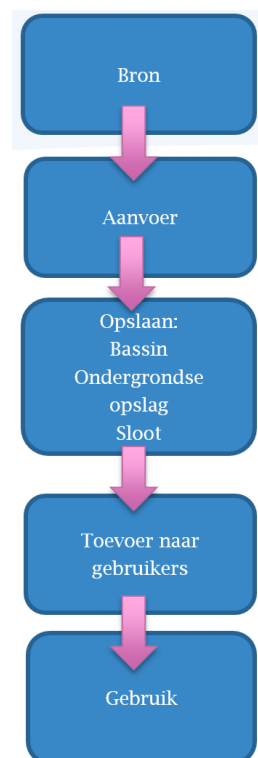 Bron
Aanvoer
Opslaan:
Bassin
Ondergrondse
opslag
Sloot
Toevoer naar
gebruikers
Gebruik